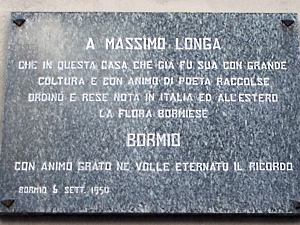 A MASSIMO LONGA
CHE IN QUESTA CASA CHE GIÀ FU SUA CON GRANDE
CULTURA E CON ANIMO DI POETA RACCOLSE
ORDINÒ E RESE NOTA IN ITALIA ED ALL'ESTERO
LA FLORA BORMIESE
BORMIO
CON ANIMO GRATO NE VOLLE ETERNATO IL RICORDO
BORMIO 6 SETT. 1950